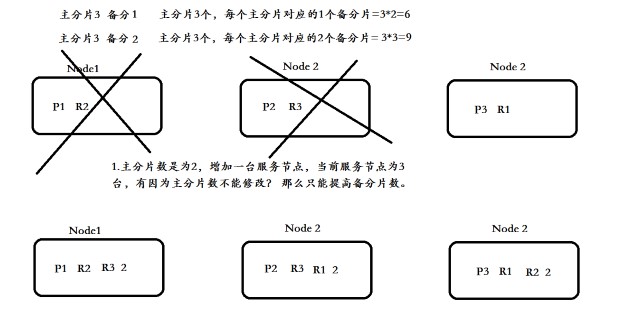 主分片3 备分1 主分片3个，每个主分片对应的1个备分片=3*2=6
主分片3 备分 2 主分片3个，每个主分片对应的2个备分片= 3*3=9
Node1
Node 2
Node 2
P1 R2
P2 R3
P3 R1
1.主分片数是为2，增加一台服务节点，当前服务节点为3
台，有因为主分片数不能修改？ 那么只能提高备分片数。
Node1
Node 2
Node 2
P1 R2 R3 2
P2 R3 R1 2
P3 R1 R2 2